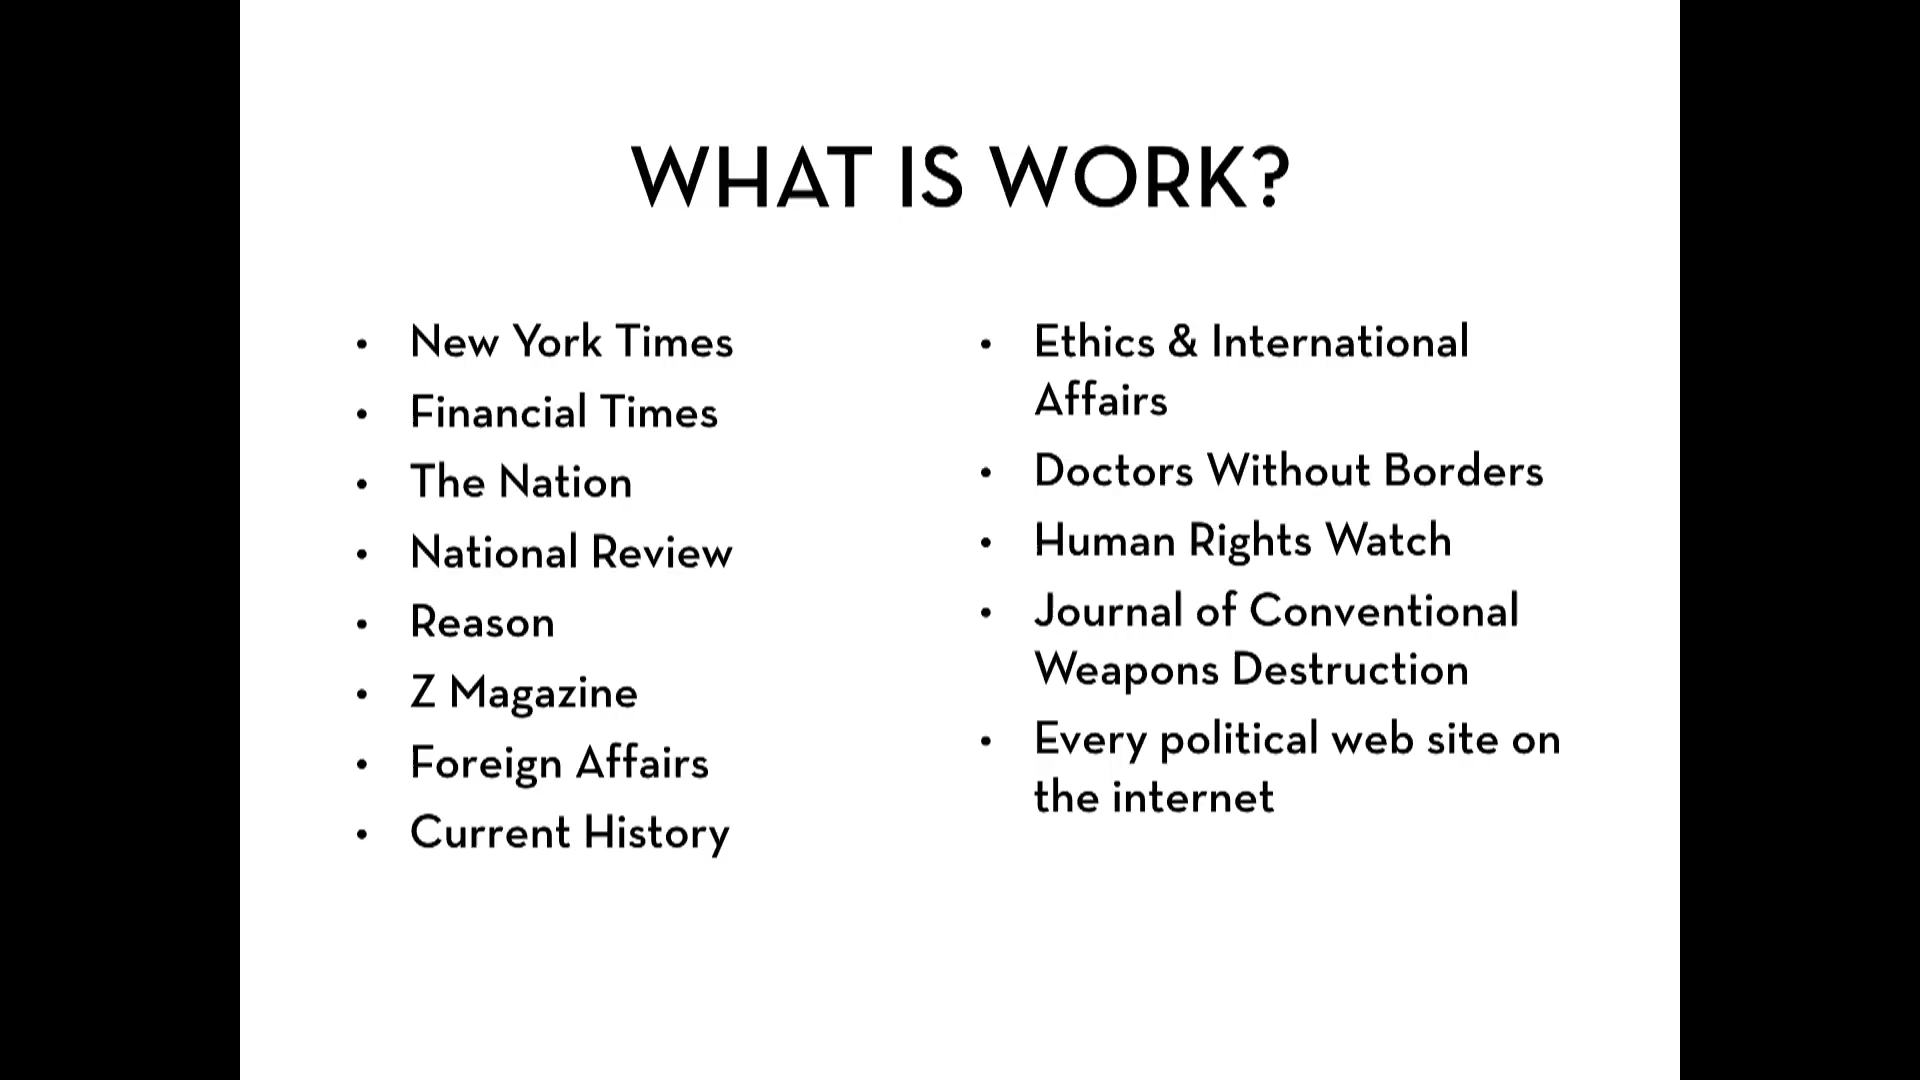 WHAT IS WORK?
• New York Times
• Financial Times
• The Nation
• National Review
• Reason
• Z Magazine
• Foreign Affairs
• Current History
• Ethics & International
Affairs
• Doctors Without Borders
• Human Rights Watch
• Journal of Conventional
Weapons Destruction
• Every political web site on
the internet